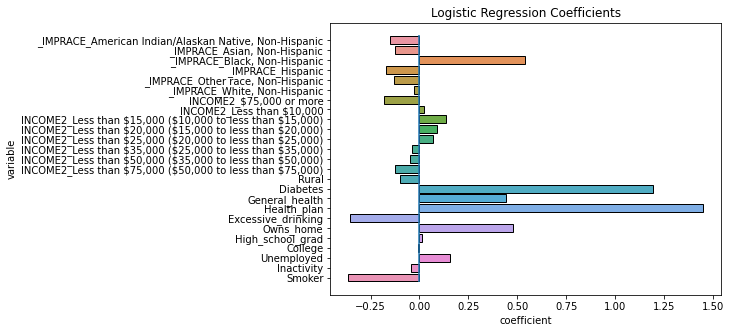 Logistic Regression Coefficients
_IMPRACE_American Indian/Alaskan Native, Non-Hispanic
_IMPRACE_Asian, Non-Hispanic
_IMPRACE_Black, Non-Hispanic
_IMPRACE_Hispanic
_IMPRACE_Other race, Non-Hispanic
_IMPRACE_White, Non-Hispanic
INCOME2_$75,000 or more
INCOME2_Less than $10,000
INCOME2_Less than $15,000 ($10,000 to less than $15,000)
INCOME2_Less than $20,000 ($15,000 to less than $20,000)
INCOME2_Less than $25,000 ($20,000 to less than $25,000)
INCOME2_Less than $35,000 ($25,000 to less than $35,000)
INCOME2_Less than $50,000 ($35,000 to less than $50,000)
INCOME2_Less than $75,000 ($50,000 to less than $75,000)
Rural
Diabetes
General_health
Health_plan
Excessive_drinking
Owns_home
High_school_grad
College
Unemployed
Inactivity
Smoker
variable
-0.25 0.00 0.25 0.50 0.75 1.00 1.25 1.50
coefficient